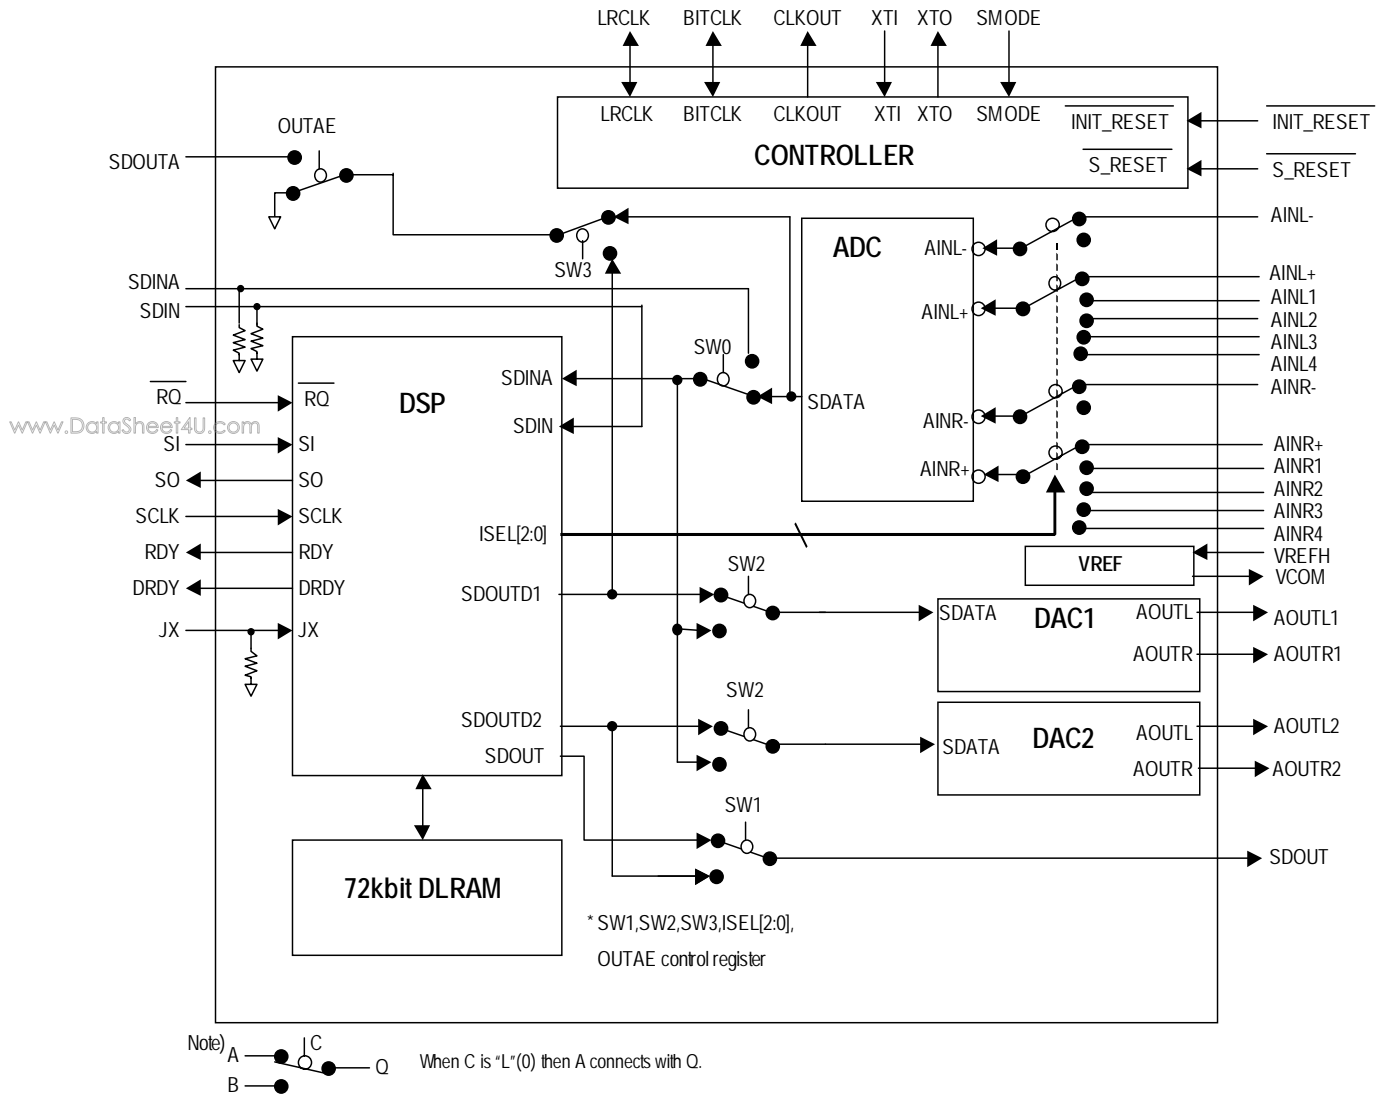 LRCLK BITCLK CLKOUT XTI XTO SMODE
LRCLK BITCLK CLKOUT XTI XTO SMODE
INIT_RESET INIT_RESET
CONTROLLER
S_RESET S_RESET
OUTAE
SDOUTA
SW3
ADC
AINL- AINL-
AINL+ AINL+
AINL1
AINL2
AINL3
AINL4
SDINA
SDIN
SW0
SDATA
AINR- AINR-
AINR+ AINR+
AINR1
AINR2
AINR3
AINR4
DSP
SDINA
SDIN
RQ RQ
www.DataSheet4U.com
SI SI
SO SO
SCLK SCLK
RDY RDY
DRDY DRDY
JX JX
ISEL[2:0]
VREF
VREFH
VCOM
SDOUTD1
SW2
SDATA DAC1 AOUTL AOUTL1
AOUTR AOUTR1
SDOUTD2
SDOUT
SW2
SDATA DAC2 AOUTL AOUTL2
AOUTR AOUTR2
SW1
SDOUT
72kbit DLRAM
* SW1,SW2,SW3,ISEL[2:0],
OUTAE control register
Note) A C Q
B
When C is “L”(0) then A connects with Q.